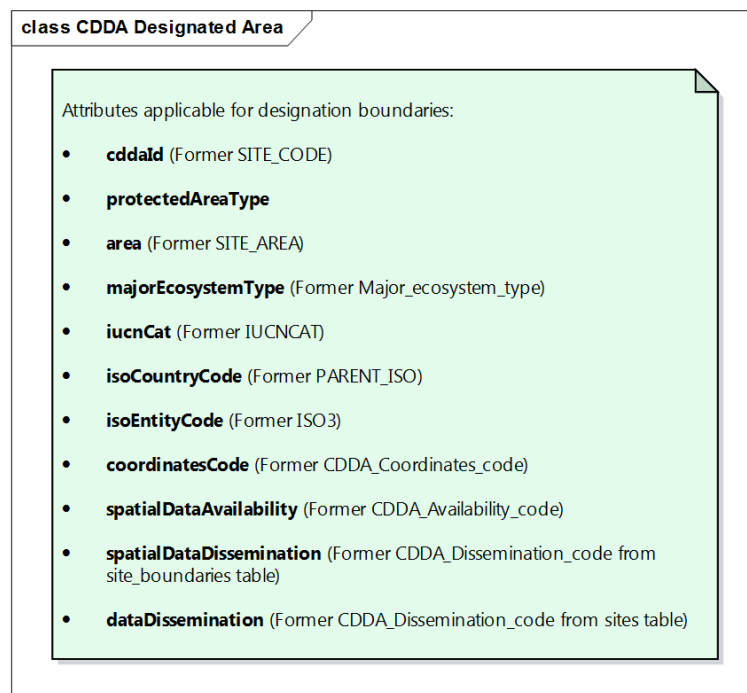 class CDDA Designated Area
Attributes applicable for designation boundaries:
• cddaId (Former SITE_CODE)
• protectedAreaType
• area (Former SITE_AREA)
• majorEcosystemType (Former Major_ecosystem_type)
• iucnCat (Former IUCNCAT)
• isoCountryCode (Former PARENT_ISO)
• isoEntityCode (Former ISO3)
• coordinatesCode (Former CDDA_Coordinates_code)
• spatialDataAvailability (Former CDDA_Availability_code)
• spatialDataDissemination (Former CDDA_Dissemination_code from
site_boundaries table)
• dataDissemination (Former CDDA_Dissemination_code from sites table)